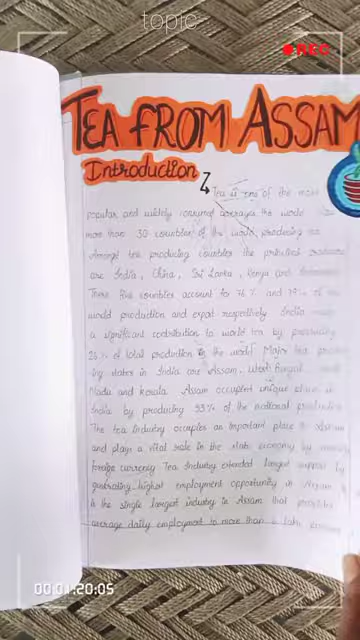 topic
REC
TEA FROM ASSAM
Introduction
Tea is one of the most
popular and widely consumed the world
more than 30 countries of the world producing tea
Amongst tea producing countries the principal
are India, China, Sri Lanka, Kenya and
These five countries account for 76% and 79% of
world production and export respectively India
a significant contribution to world tea by producing
% of total production in the world Major tea
states in India are Assam, West Bengal,
Nadu and kerala. Assam occupied unique place in
India by producing 53% of the national production
The tea industry occupies an important place in Assam
and plays a vital role in the state economy by
foreign currency Tea Industry extended largest support by
generating highest employment opportunity in Assam
is the single largest industry in Assam that provides
average daily employment to more than
00:01:20:05